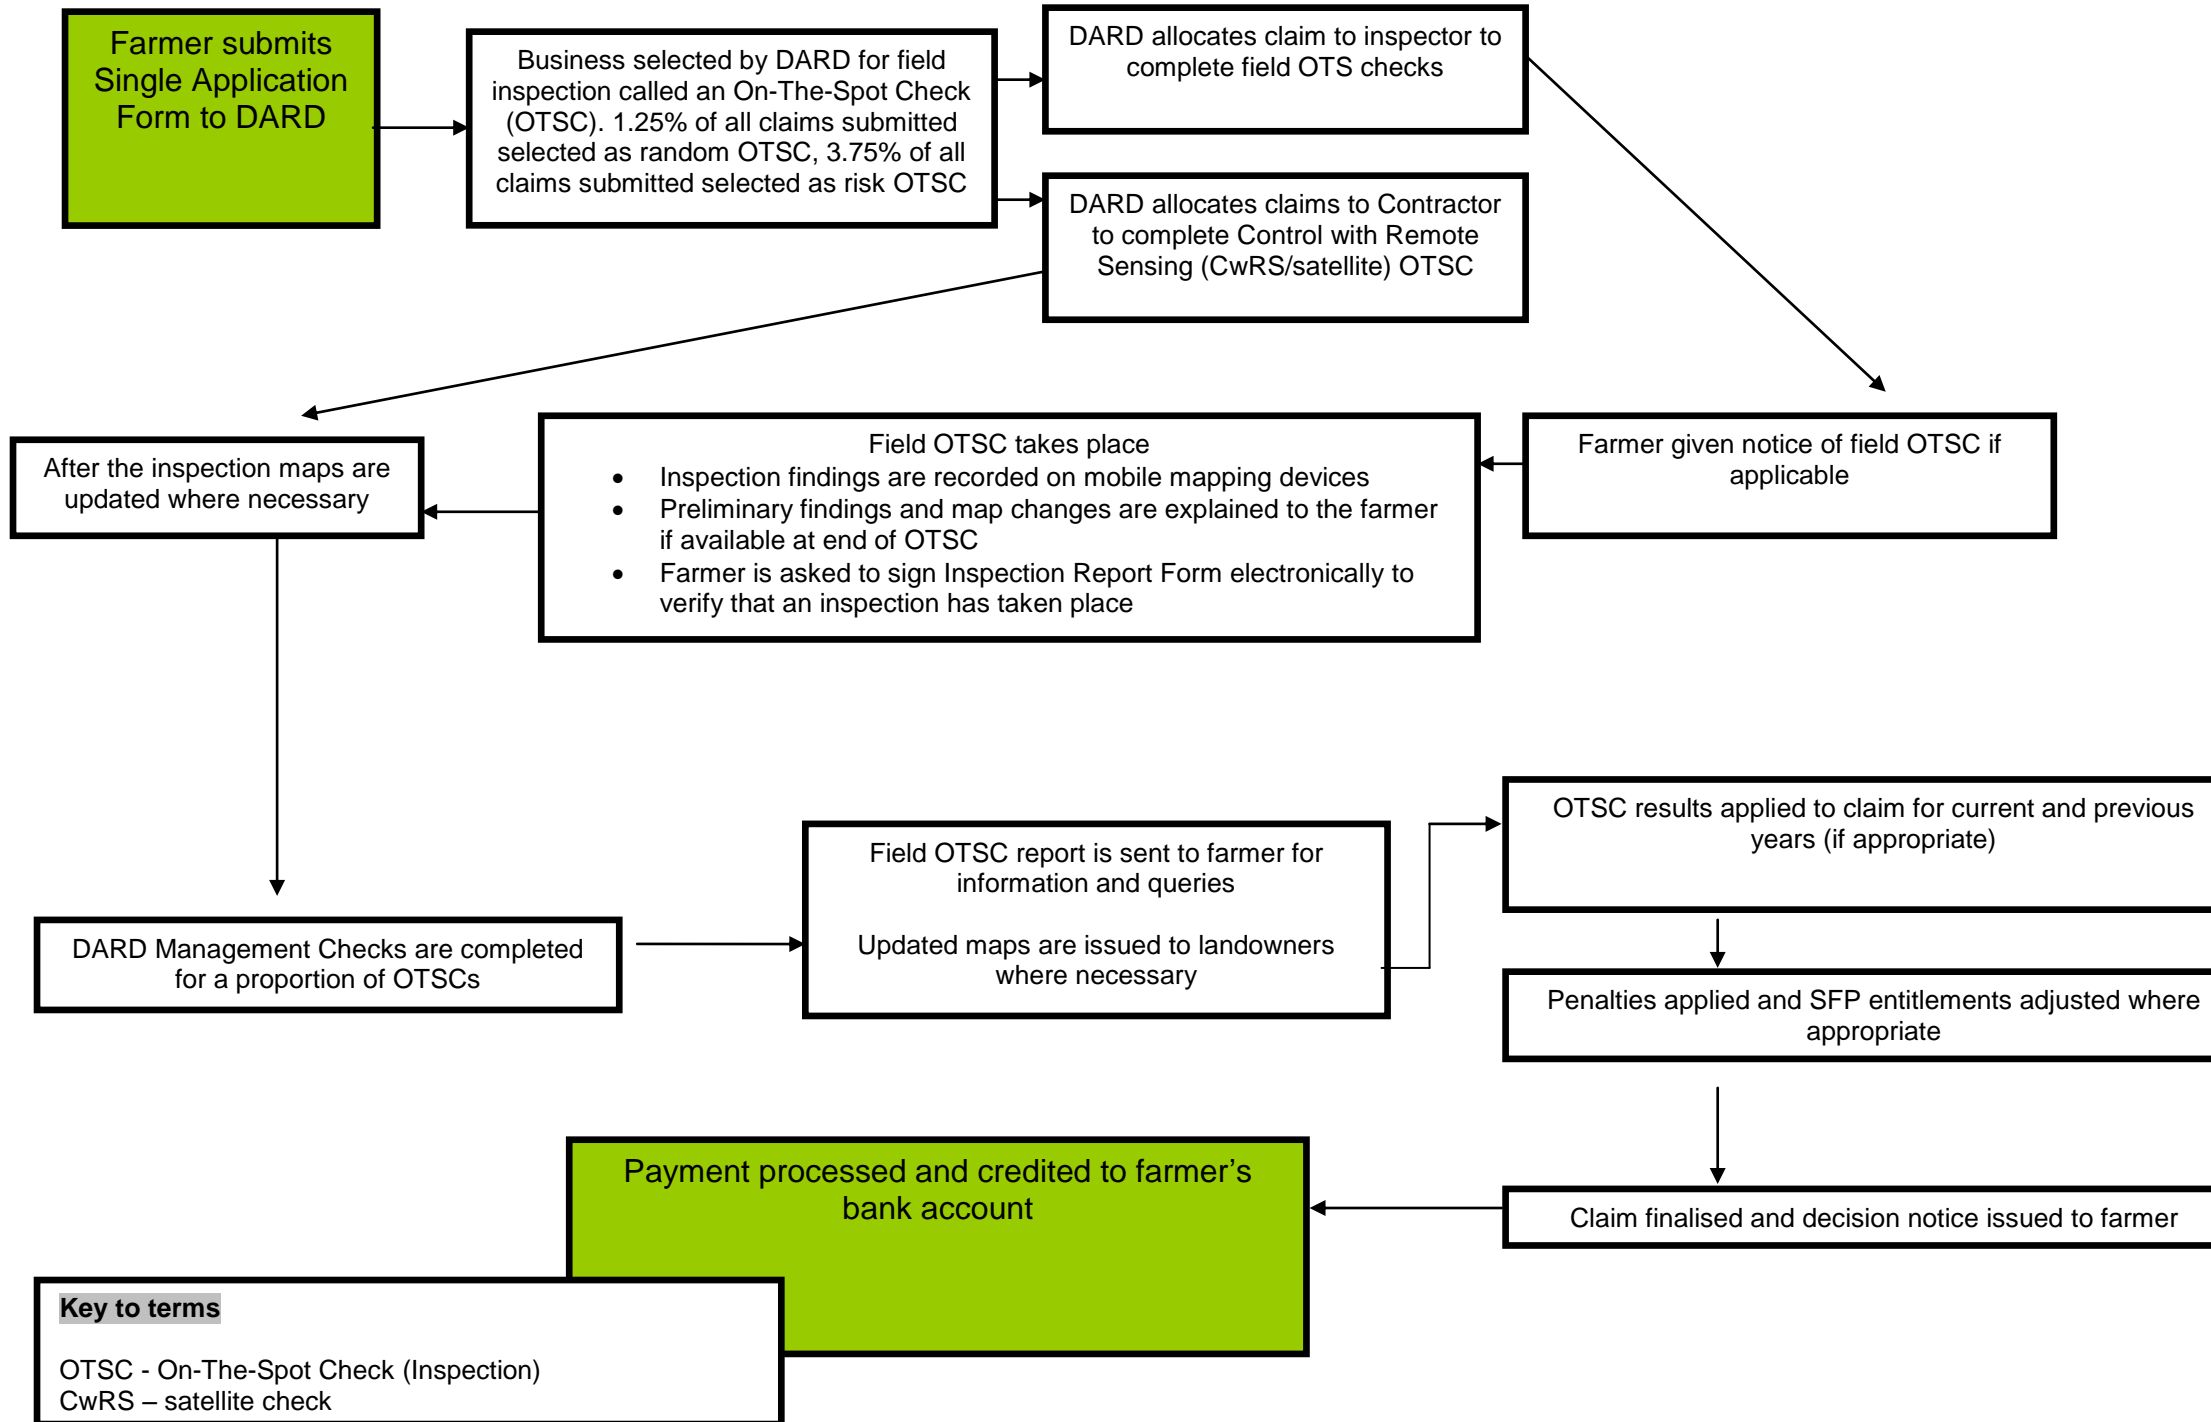 Farmer submits
Single Application
Form to DARD
Business selected by DARD for field
inspection called an On-The-Spot Check
(OTSC). 1.25% of all claims submitted
selected as random OTSC, 3.75% of all
claims submitted selected as risk OTSC
DARD allocates claim to inspector to
complete field OTS checks
DARD allocates claims to Contractor
to complete Control with Remote
Sensing (CwRS/satellite) OTSC
Farmer given notice of field OTSC if
applicable
Field OTSC takes place
• Inspection findings are recorded on mobile mapping devices
• Preliminary findings and map changes are explained to the farmer
if available at end of OTSC
• Farmer is asked to sign Inspection Report Form electronically to
verify that an inspection has taken place
After the inspection maps are
updated where necessary
DARD Management Checks are completed
for a proportion of OTSCs
Field OTSC report is sent to farmer for
information and queries
Updated maps are issued to landowners
where necessary
OTSC results applied to claim for current and previous
years (if appropriate)
Penalties applied and SFP entitlements adjusted where
appropriate
Claim finalised and decision notice issued to farmer
Payment processed and credited to farmer’s
bank account
Key to terms
OTSC - On-The-Spot Check (Inspection)
CwRS – satellite check